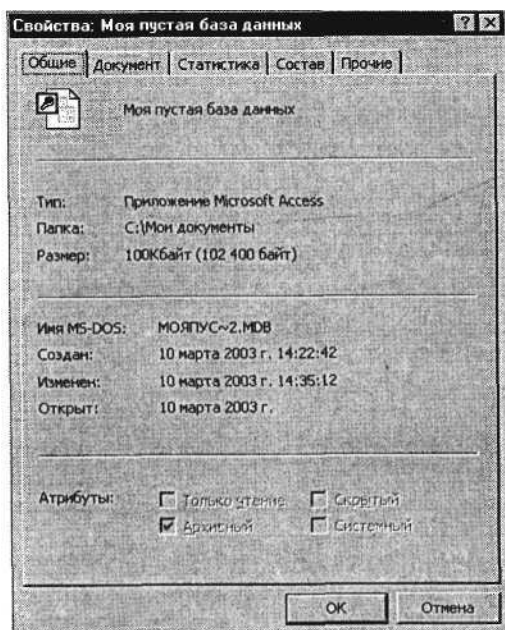 Свойства: Моя пустая база данных
Общие Документ Статистика Состав Прочие
Моя пустая база данных
Тип: Приложение Microsoft Access
Папка: C:\Мои документы
Размер: 100Кбайт (102 400 байт)
Имя MS-DOS: МОЯПУС~2.MDB
Создан: 10 марта 2003 г. 14:22:42
Изменен: 10 марта 2003 г. 14:35:12
Открыт: 10 марта 2003 г.
Атрибуты: Только чтение Скрытый
Архивный Системный
OK Отмена